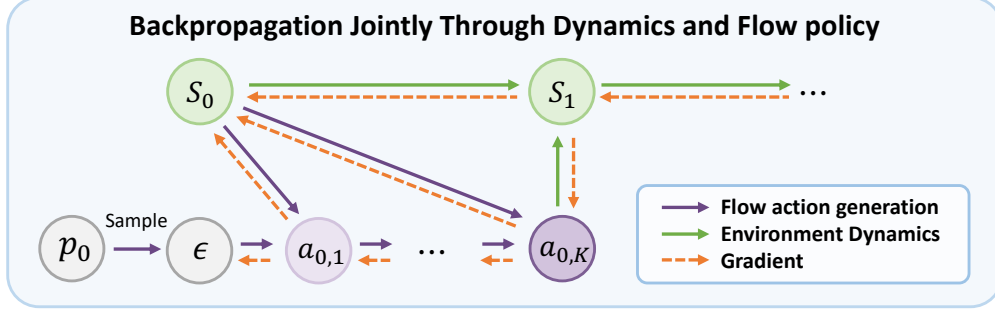 Backpropagation Jointly Through Dynamics and Flow policy
S₀
S₁
...
Sample
p₀
ϵ
a₀,₁
...
a₀,K
Flow action generation
Environment Dynamics
Gradient